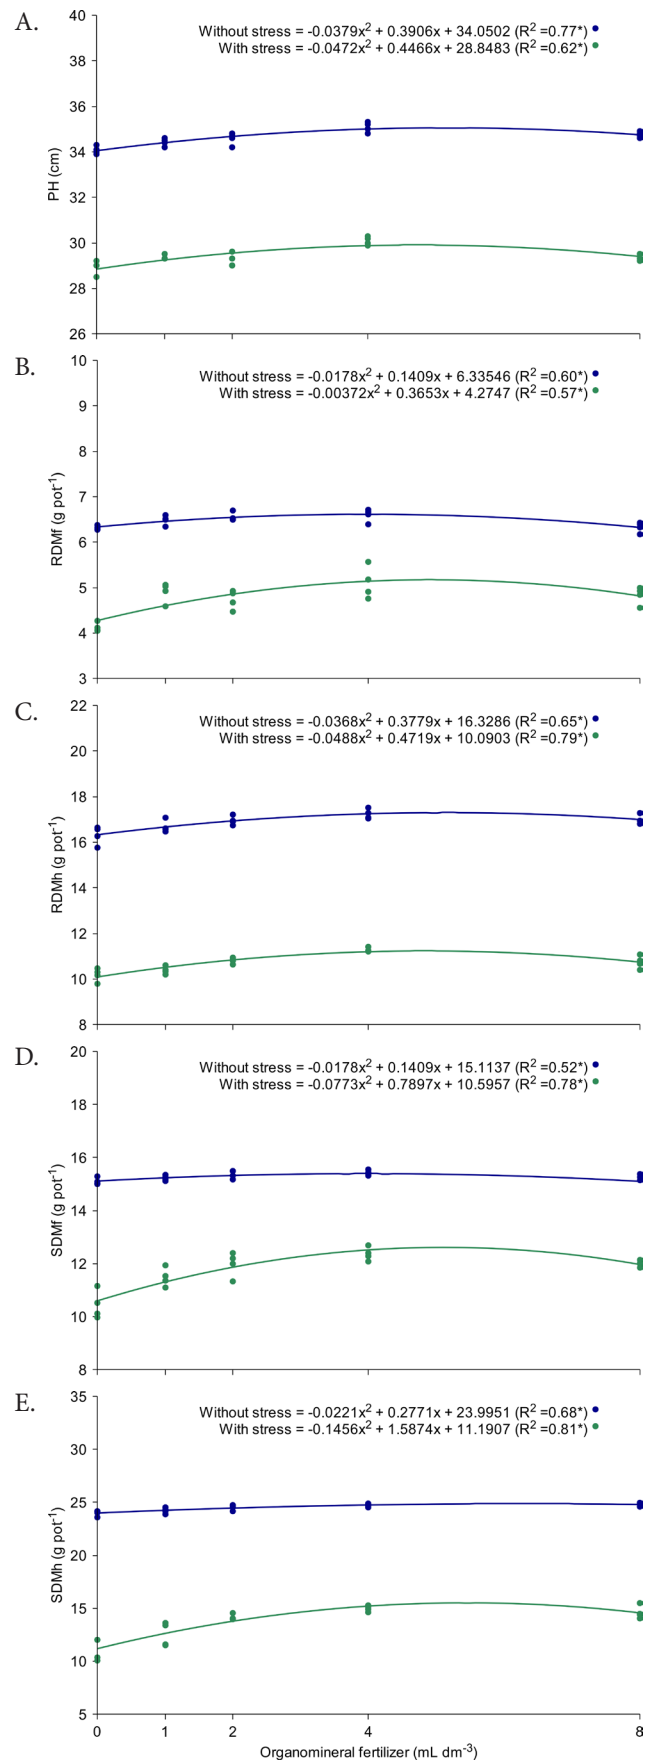 A.
40
38
36
34
32
30
28
26
PH (cm)
Without stress = -0.0379x² + 0.3906x + 34.0502 (R² =0.77*)
With stress = -0.0472x² + 0.4466x + 28.8483 (R² =0.62*)
B.
10
9
8
7
6
5
4
3
RDMf (g pot⁻¹)
Without stress = -0.0178x² + 0.1409x + 6.33546 (R² =0.60*)
With stress = -0.00372x² + 0.3653x + 4.2747 (R² =0.57*)
C.
22
20
18
16
14
12
10
8
RDMh (g pot⁻¹)
Without stress = -0.0368x² + 0.3779x + 16.3286 (R² =0.65*)
With stress = -0.0488x² + 0.4719x + 10.0903 (R² =0.79*)
D.
20
18
16
15
14
12
10
8
SDMf (g pot⁻¹)
Without stress = -0.0178x² + 0.1409x + 15.1137 (R² =0.52*)
With stress = -0.0773x² + 0.7897x + 10.5957 (R² =0.78*)
E.
35
30
25
20
15
10
5
SDMh (g pot⁻¹)
Without stress = -0.0221x² + 0.2771x + 23.9951 (R² =0.68*)
With stress = -0.1456x² + 1.5874x + 11.1907 (R² =0.81*)
0 1 2 4 8
Organomineral fertilizer (mL dm⁻³)